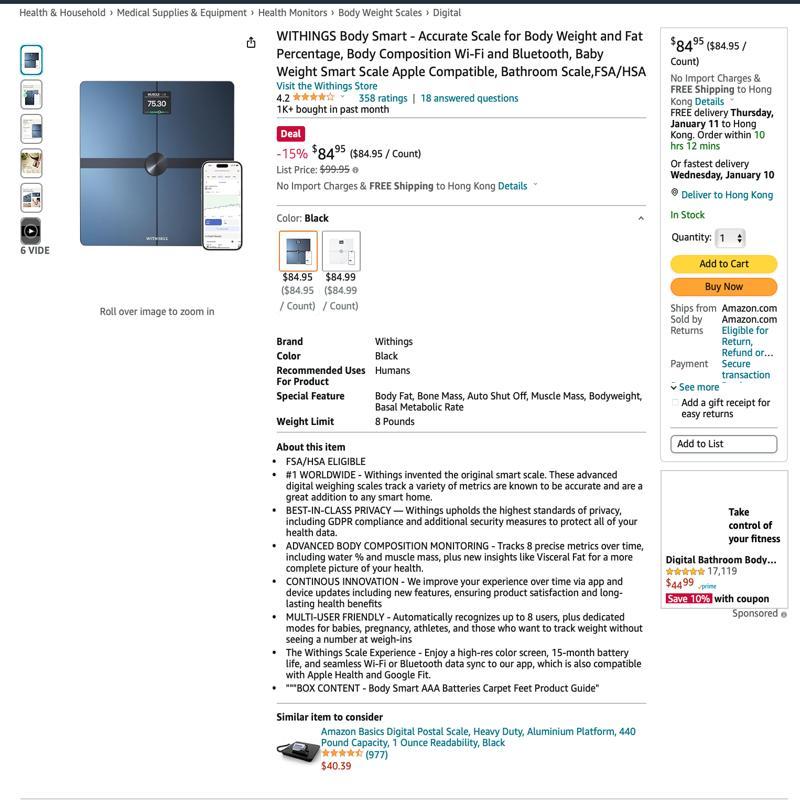 Health & Household › Medical Supplies & Equipment › Health Monitors › Body Weight Scales › Digital
MUSCLE
75.30
WITHINGS
6 VIDE
Roll over image to zoom in
WITHINGS Body Smart - Accurate Scale for Body Weight and Fat
Percentage, Body Composition Wi-Fi and Bluetooth, Baby
Weight Smart Scale Apple Compatible, Bathroom Scale,FSA/HSA
Visit the Withings Store
4.2 358 ratings | 18 answered questions
1K+ bought in past month
Deal
-15% $8495 ($84.95 / Count)
List Price: $99.95
No Import Charges & FREE Shipping to Hong Kong Details
Color: Black
$84.95 $84.99
($84.95 ($84.99
/ Count) / Count)
Brand Withings
Color Black
Recommended Uses Humans
For Product
Special Feature Body Fat, Bone Mass, Auto Shut Off, Muscle Mass, Bodyweight,
Basal Metabolic Rate
Weight Limit 8 Pounds
About this item
• FSA/HSA ELIGIBLE
• #1 WORLDWIDE - Withings invented the original smart scale. These advanced
digital weighing scales track a variety of metrics are known to be accurate and are a
great addition to any smart home.
• BEST-IN-CLASS PRIVACY — Withings upholds the highest standards of privacy,
including GDPR compliance and additional security measures to protect all of your
health data.
• ADVANCED BODY COMPOSITION MONITORING - Tracks 8 precise metrics over time,
including water % and muscle mass, plus new insights like Visceral Fat for a more
complete picture of your health.
• CONTINOUS INNOVATION - We improve your experience over time via app and
device updates including new features, ensuring product satisfaction and long-
lasting health benefits
• MULTI-USER FRIENDLY - Automatically recognizes up to 8 users, plus dedicated
modes for babies, pregnancy, athletes, and those who want to track weight without
seeing a number at weigh-ins
• The Withings Scale Experience - Enjoy a high-res color screen, 15-month battery
life, and seamless Wi-Fi or Bluetooth data sync to our app, which is also compatible
with Apple Health and Google Fit.
• """BOX CONTENT - Body Smart AAA Batteries Carpet Feet Product Guide"
Similar item to consider
Amazon Basics Digital Postal Scale, Heavy Duty, Aluminium Platform, 440
Pound Capacity, 1 Ounce Readability, Black
(977)
$40.39
$8495 ($84.95 /
Count)
No Import Charges &
FREE Shipping to Hong
Kong Details
FREE delivery Thursday,
January 11 to Hong
Kong. Order within 10
hrs 12 mins
Or fastest delivery
Wednesday, January 10
Deliver to Hong Kong
In Stock
Quantity: 1
Add to Cart
Buy Now
Ships from Amazon.com
Sold by Amazon.com
Returns Eligible for
Return,
Refund or...
Payment Secure
transaction
See more
Add a gift receipt for
easy returns
Add to List
Take
control of
your fitness
Digital Bathroom Body...
17,119
$4499 prime
Save 10% with coupon
Sponsored